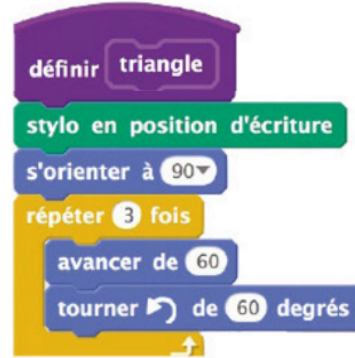 définir triangle
stylo en position d'écriture
s'orienter à 90
répéter 3 fois
avancer de 60
tourner de 60 degrés